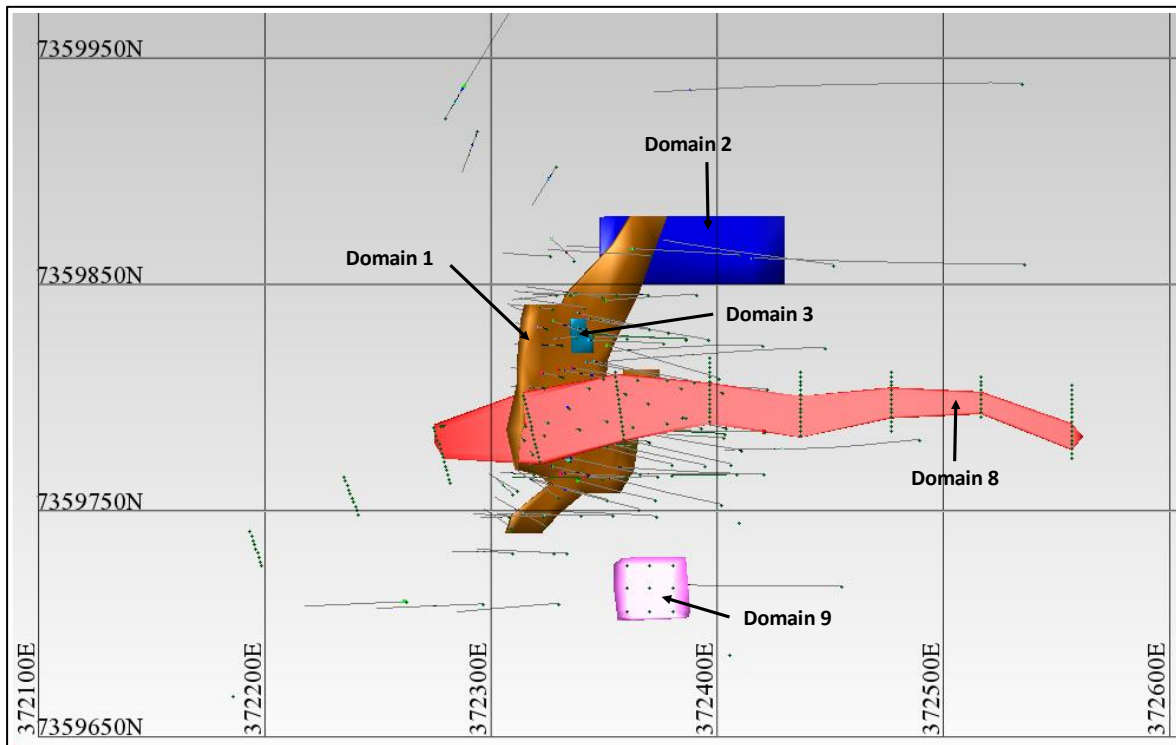 7359950N
Domain 2
Domain 1
7359850N
Domain 3
Domain 8
7359750N
Domain 9
7359650N
372100E
372200E
372300E
372400E
372500E
372600E